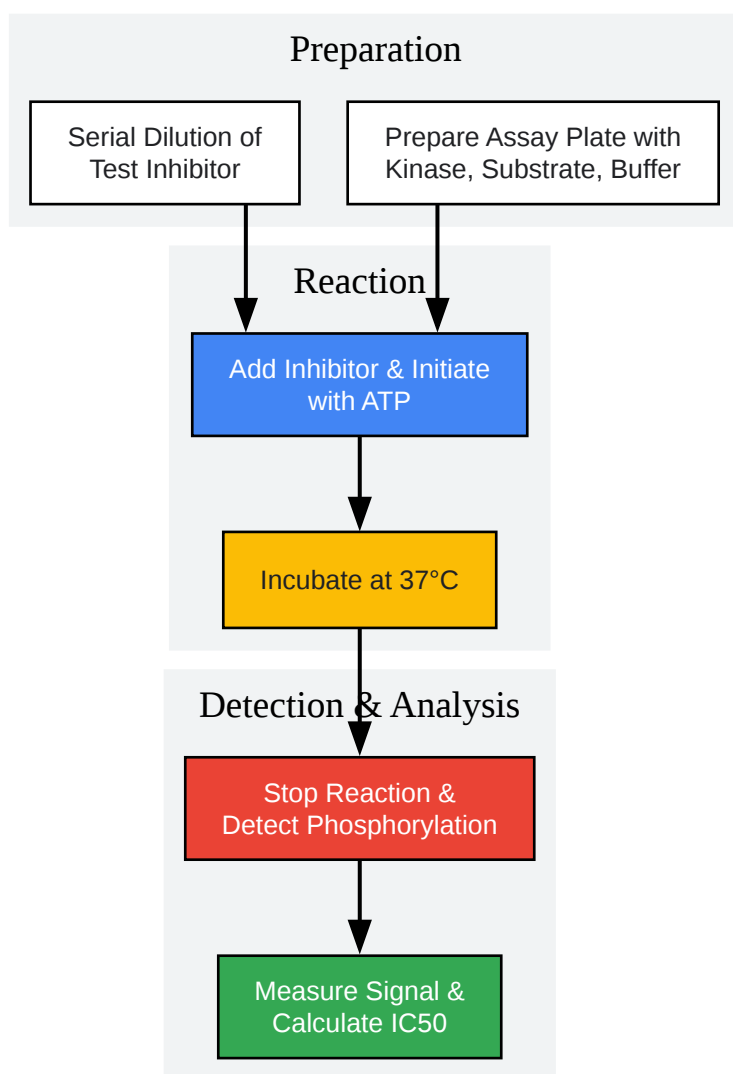 Preparation
Serial Dilution of
Test Inhibitor
Prepare Assay Plate with
Kinase, Substrate, Buffer
Reaction
Add Inhibitor & Initiate
with ATP
Incubate at 37°C
Detection & Analysis
Stop Reaction &
Detect Phosphorylation
Measure Signal &
Calculate IC50